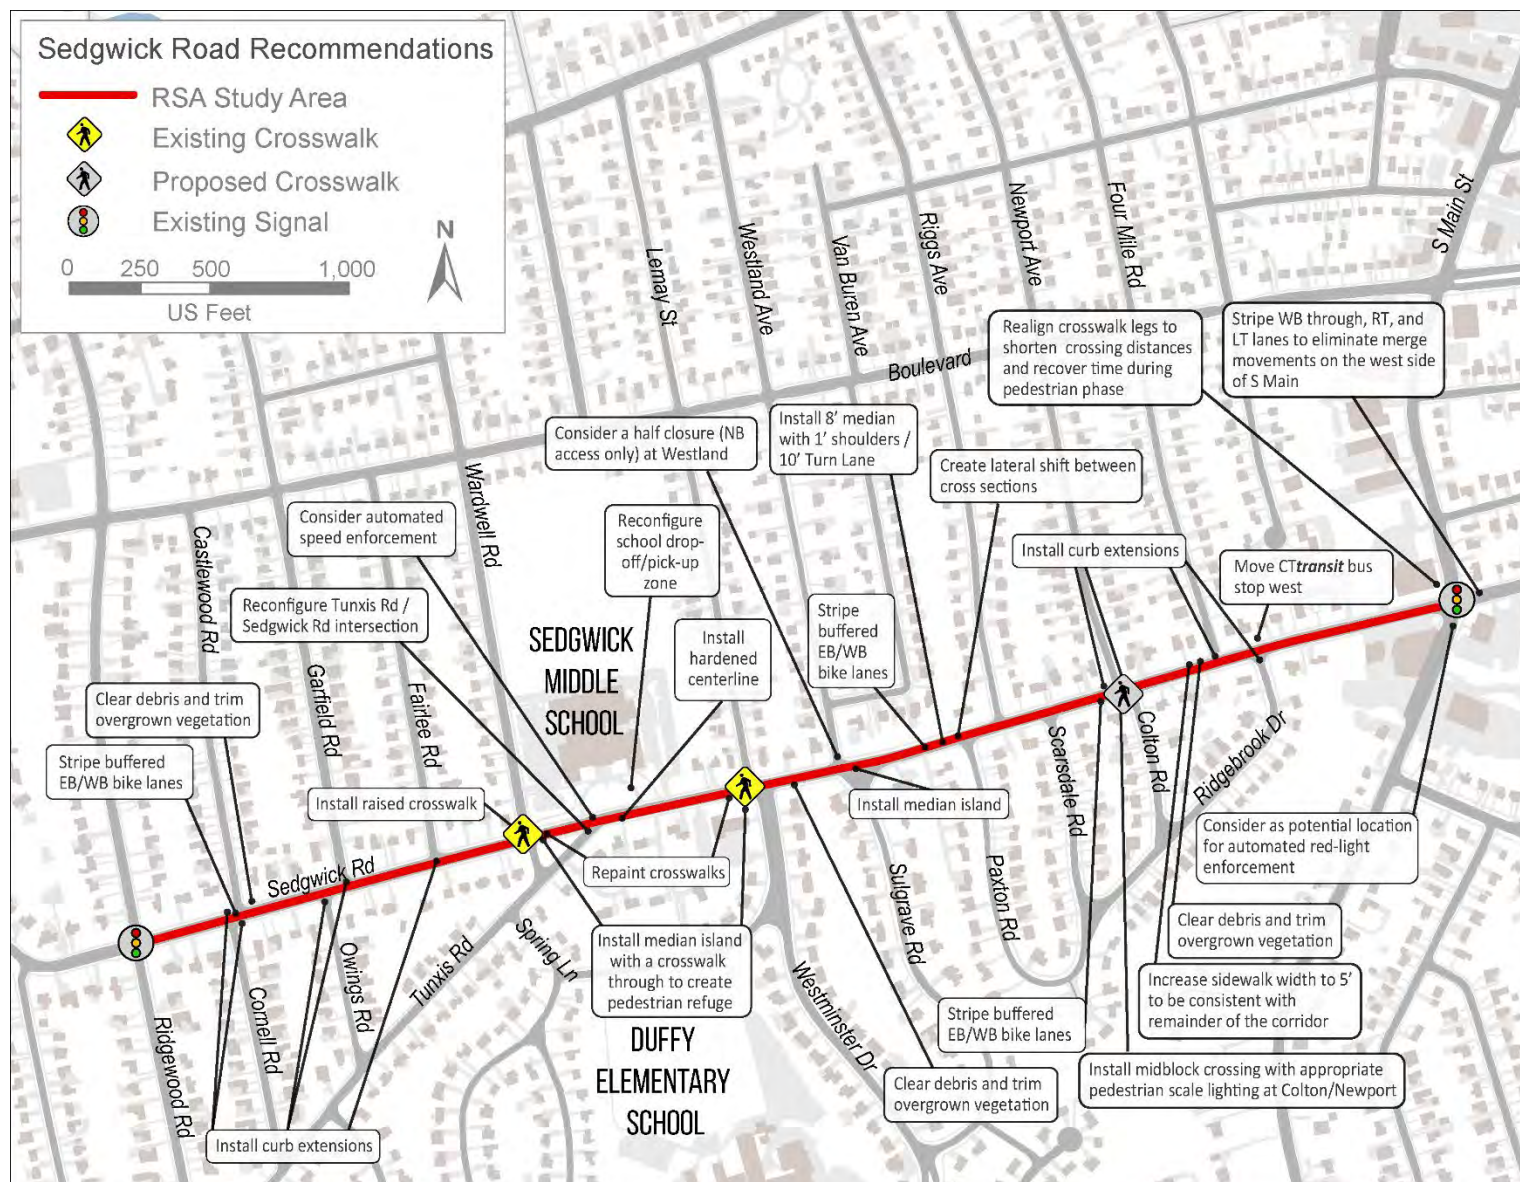 Sedgwick Road Recommendations
RSA Study Area
Existing Crosswalk
Proposed Crosswalk
Existing Signal
N
0 250 500 1,000
US Feet
S Main St
Four Mile Rd
Newport Ave
Riggs Ave
Van Buren Ave
Westland Ave
Lemay St
Boulevard
Realign crosswalk legs to
shorten crossing distances
and recover time during
pedestrian phase
Stripe WB through, RT, and
LT lanes to eliminate merge
movements on the west side
of S Main
Install 8' median
with 1' shoulders /
10' Turn Lane
Consider a half closure (NB
access only) at Westland
Create lateral shift between
cross sections
Wardwell Rd
Castlewood Rd
Consider automated
speed enforcement
Reconfigure
school drop-
off/pick-up
zone
Install curb extensions
Move CTtransit bus
stop west
Reconfigure Tunxis Rd /
Sedgwick Rd intersection
SEDGWICK
MIDDLE
SCHOOL
Install
hardened
centerline
Stripe
buffered
EB/WB
bike lanes
Garfield Rd
Fairlee Rd
Clear debris and trim
overgrown vegetation
Stripe buffered
EB/WB bike lanes
Install raised crosswalk
Install median island
Scarsdale Rd
Colton Rd
Ridgebrook Dr
Consider as potential location
for automated red-light
enforcement
Sedgwick Rd
Repaint crosswalks
Sulgrave Rd
Paxton Rd
Clear debris and trim
overgrown vegetation
Tunxis Rd
Spring Ln
Install median island
with a crosswalk
through to create
pedestrian refuge
Westminster Dr
Owings Rd
Cornell Rd
Ridgewood Rd
Increase sidewalk width to 5'
to be consistent with
remainder of the corridor
Stripe buffered
EB/WB bike lanes
DUFFY
ELEMENTARY
SCHOOL
Install midblock crossing with appropriate
pedestrian scale lighting at Colton/Newport
Clear debris and trim
overgrown vegetation
Install curb extensions